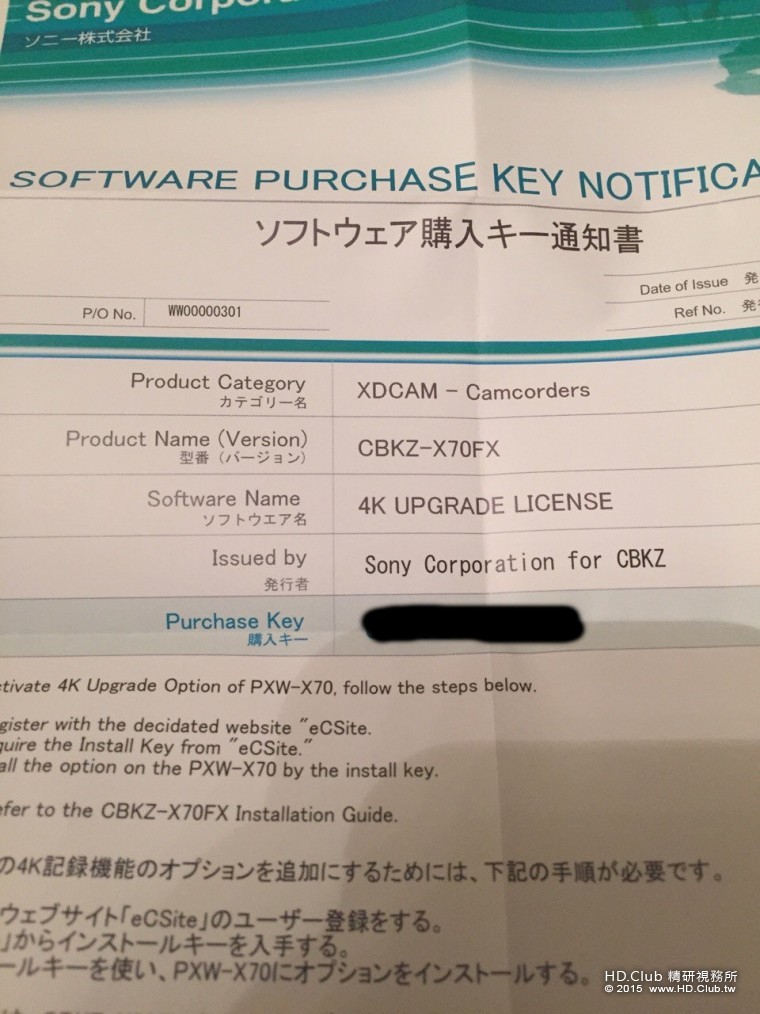 Sony Corpora
ソニー株式会社
SOFTWARE PURCHASE KEY NOTIFICA
ソフトウェア購入キー通知書
Date of Issue 発
P/O No. WW00000301
Ref No. 発
Product Category XDCAM - Camcorders
カテゴリー名
Product Name (Version) CBKZ-X70FX
型番（バージョン）
Software Name 4K UPGRADE LICENSE
ソフトウエア名
Issued by Sony Corporation for CBKZ
発行者
Purchase Key
購入キー
ctivate 4K Upgrade Option of PXW-X70, follow the steps below.
gister with the decidated website "eCSite.
quire the Install Key from "eCSite."
all the option on the PXW-X70 by the install key.
efer to the CBKZ-X70FX Installation Guide.
の4K記録機能のオプションを追加にするためには、下記の手順が必要です。
ウェブサイト「eCSite」のユーザー登録をする。
」からインストールキーを入手する。
ールキーを使い、PXW-X70にオプションをインストールする。
HD.Club 精研視務所
© 2015 www.HD.Club.tw